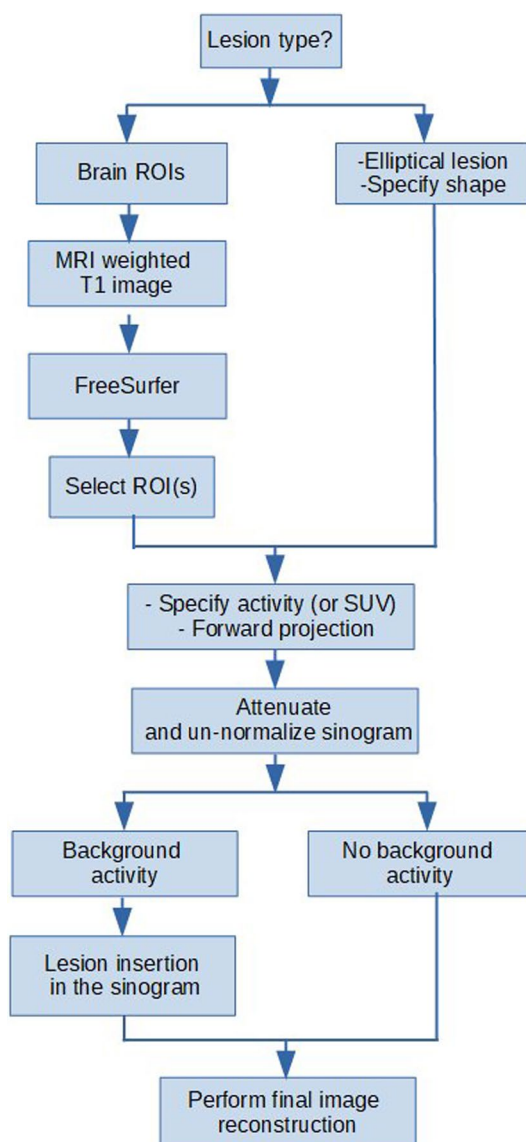 Lesion type?
Brain ROIs
-Elliptical lesion
-Specify shape
MRI weighted
T1 image
FreeSurfer
Select ROI(s)
- Specify activity (or SUV)
- Forward projection
Attenuate
and un-normalize sinogram
Background
activity
No background
activity
Lesion insertion
in the sinogram
Perform final image
reconstruction